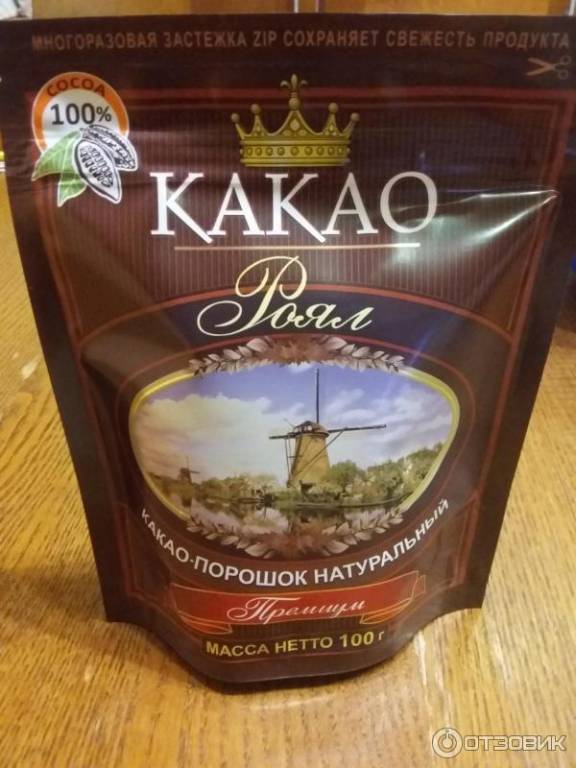 МНОГОРАЗОВАЯ ЗАСТЕЖКА ZIP СОХРАНЯЕТ СВЕЖЕСТЬ ПРОДУКТА
COCOA
100%
КАКАО
Роял
КАКАО-ПОРОШОК НАТУРАЛЬНЫЙ
Премиум
МАССА НЕТТО 100 г
ОТЗОВИК